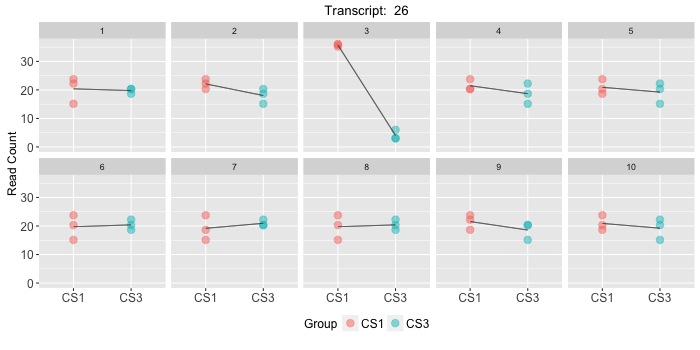 Transcript: 26
1 2 3 4 5
30
20
10
0
Read Count
6 7 8 9 10
30
20
10
0
CS1 CS3 CS1 CS3 CS1 CS3 CS1 CS3 CS1 CS3
Group CS1 CS3